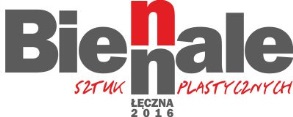 Biennale
SZTUK PLASTYCZNYCH
ŁĘCZNA
2016